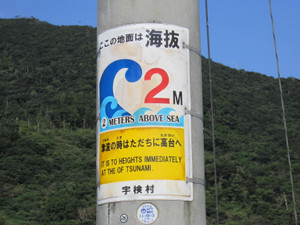 ここの地面は 海抜
2M
2 METERS ABOVE SEA
津波の時はただちに高台へ
IT IS TO HEIGHTS IMMEDIATELY
AT THE OF TSUNAMI.
宇検村